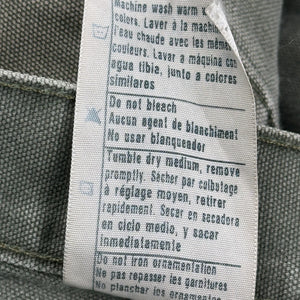 Machine wash warm w
colors. Laver à la machin
l'eau chaude avec les même
couleurs. Lavar a máquina con
agua tibia, junto a colores
similares
Do not bleach
Aucun agent de blanchiment
No usar blanqueador
Tumble dry medium, remove
promptly. Sécher par culbutage
à réglage moyen, retirer
rapidement. Secar en secadora
en ciclo medio, y sacar
inmediatamente
Do not iron ornamentation
Ne pas repasser les garnitures
No planchar los ornamentos